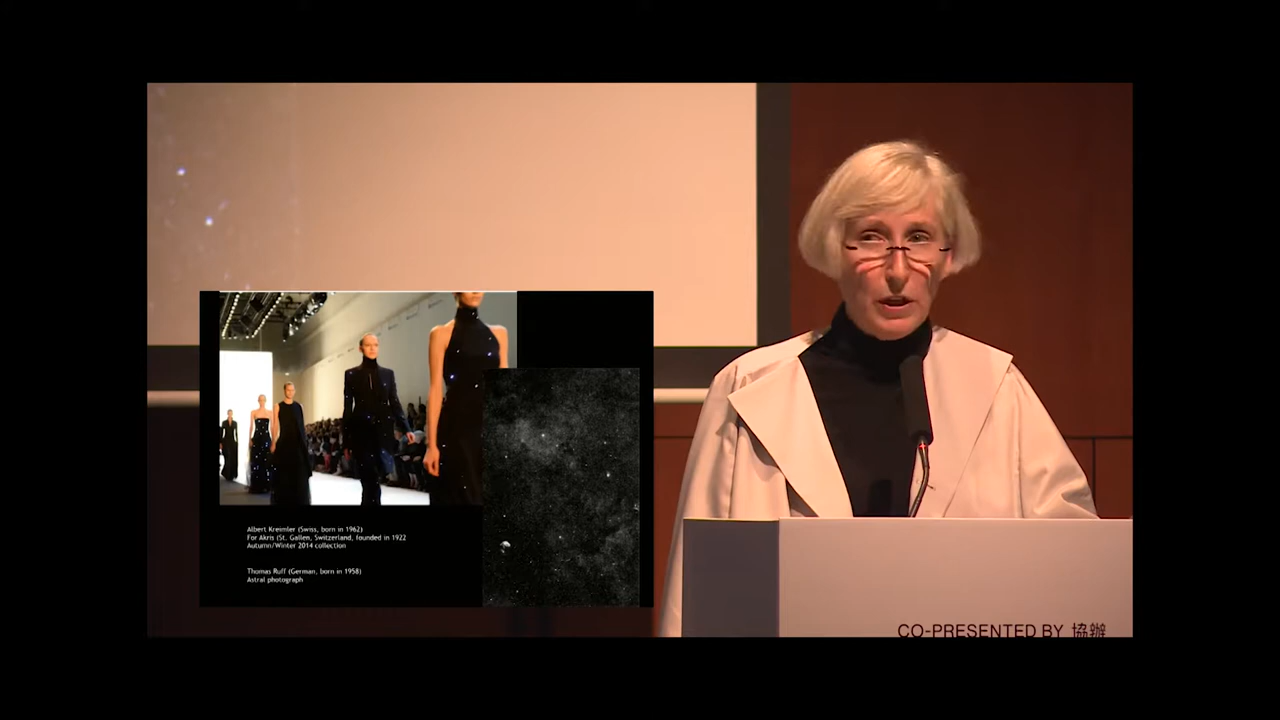 Albert Kreimler (Swiss, born in 1962)
For Akris (St. Gallen, Switzerland, founded in 1922
Autumn/Winter 2014 collection
Thomas Ruff (German, born in 1958)
Astral photograph
CO-PRESENTED BY 協辦